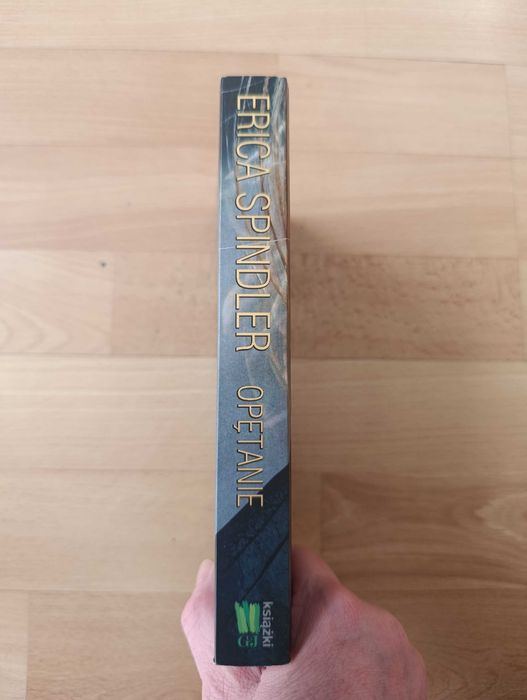 ERICA SPINDLER OPĘTANIE
książki
G+J